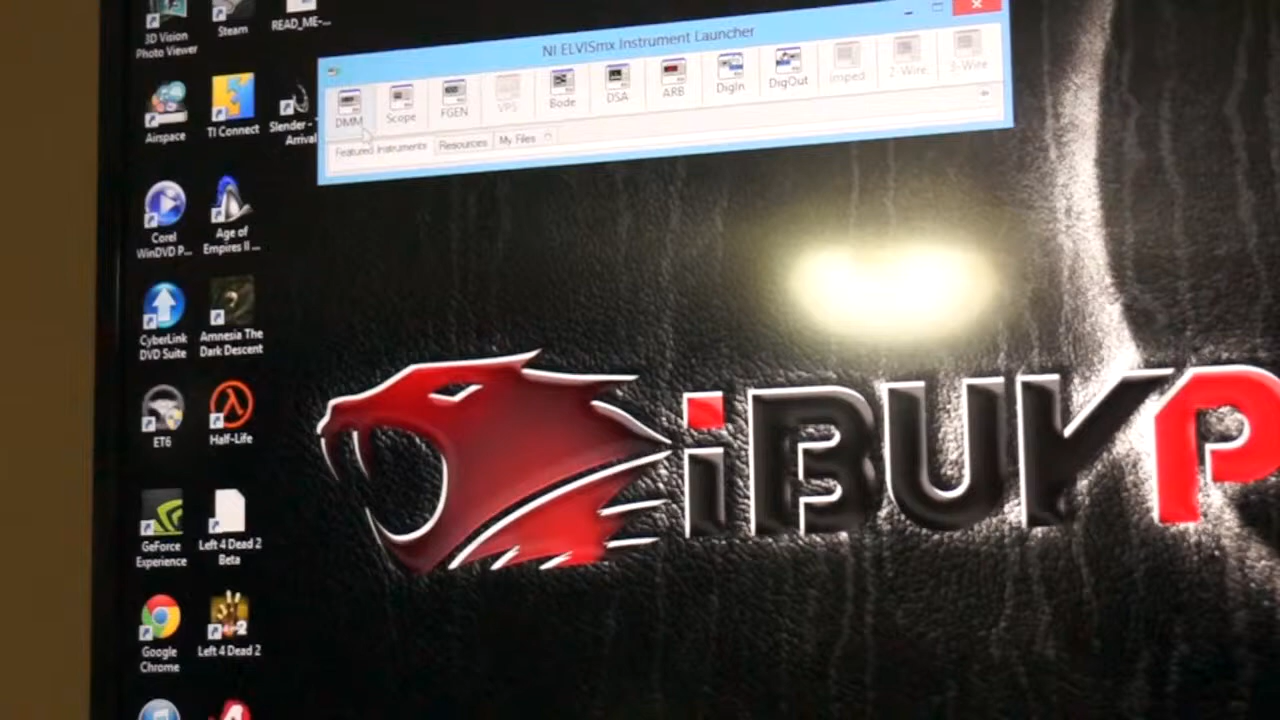 3D Vision
Photo Viewer
Steam
READ_ME-...
NI ELVISmx Instrument Launcher
DMM
Scope
FGEN
VPS
Bode
DSA
ARB
DigIn
DigOut
Imped
2-Wire
3-Wire
Featured Instruments
Resources
My Files
Airspace
TI Connect
Slender -
Arrival
Corel
WinDVD P...
Age of
Empires II ...
CyberLink
DVD Suite
Amnesia The
Dark Descent
ET6
Half-Life
GeForce
Experience
Left 4 Dead 2
Beta
Google
Chrome
Left 4 Dead 2
iBUYP